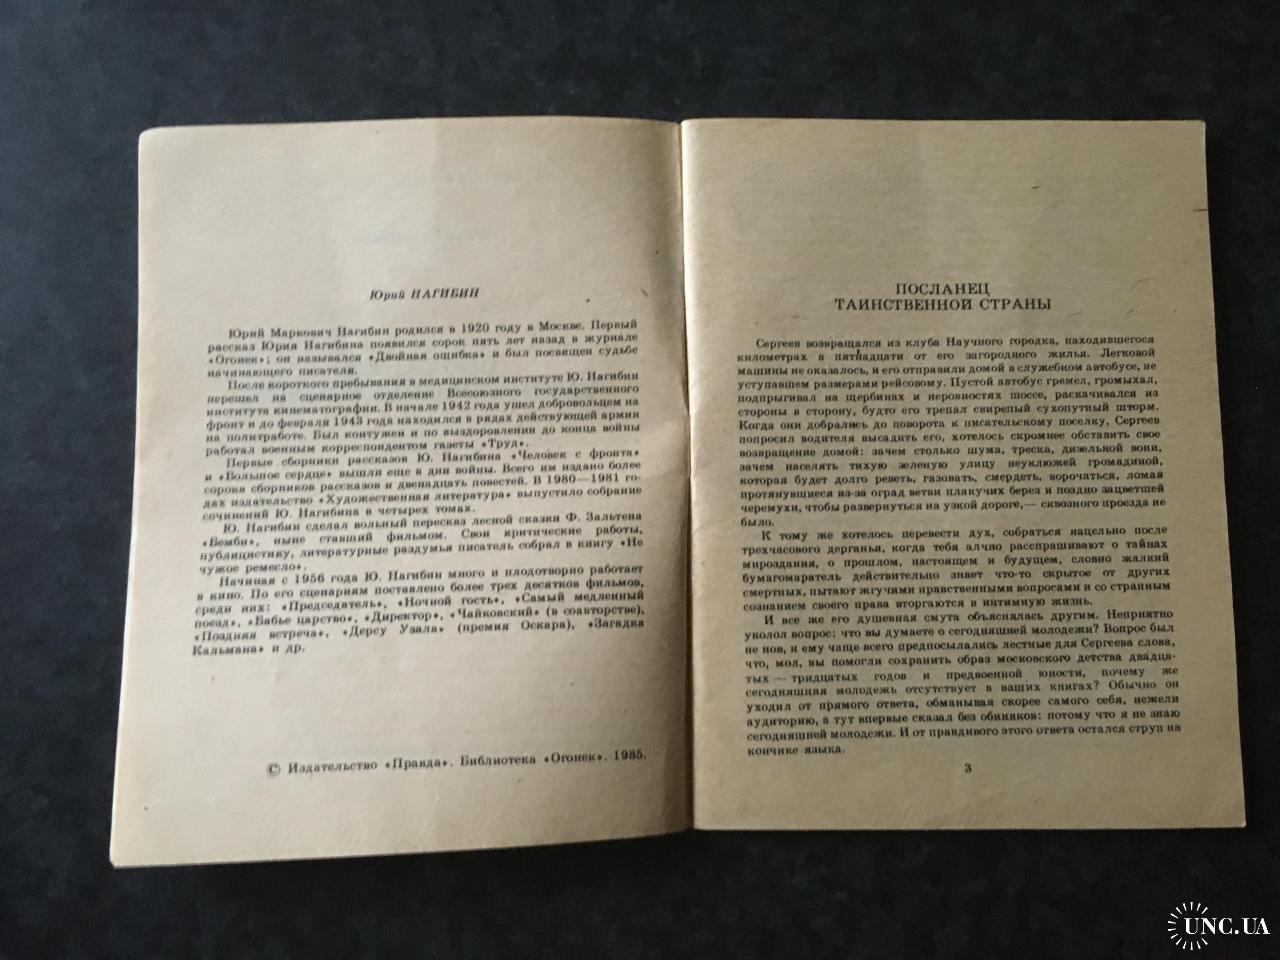 Юрий НАГИБИН
Юрий Маркович Нагибин родился в 1920 году в Москве. Первый
рассказ Юрия Нагибина появился сорок пять лет назад в журнале
«Огонек»; он назывался «Двойная ошибка» и был посвящен судьбе
начинающего писателя.
После короткого пребывания в медицинском институте Ю. Нагибин
перешел на сценарное отделение Всесоюзного государственного
института кинематографии. В начале 1942 года ушел добровольцем на
фронт и до февраля 1943 года находился в рядах действующей армии
на политработе. Был контужен и по выздоровлении до конца войны
работал военным корреспондентом газеты «Труд».
Первые сборники рассказов Ю. Нагибина «Человек с фронта»
и «Большое сердце» вышли еще в дни войны. Всего им издано более
сорока сборников рассказов и двенадцать повестей. В 1980—1981 го-
дах издательство «Художественная литература» выпустило собрание
сочинений Ю. Нагибина в четырех томах.
Ю. Нагибин сделал вольный пересказ лесной сказки Ф. Зальтена
«Бемби», ныне ставший фильмом. Свои критические работы,
публицистику, литературные раздумья писатель собрал в книгу «Не
чужое ремесло».
Начиная с 1956 года Ю. Нагибин много и плодотворно работает
в кино. По его сценариям поставлено более трех десятков фильмов,
среди них: «Председатель», «Ночной гость», «Самый медленный
поезд», «Бабье царство», «Директор», «Чайковский» (в соавторстве),
«Поздняя встреча», «Дерсу Узала» (премия Оскара), «Загадка
Кальмана» и др.
© Издательство «Правда». Библиотека «Огонек». 1985.
ПОСЛАНЕЦ
ТАИНСТВЕННОЙ СТРАНЫ
Сергеев возвращался из клуба Научного городка, находившегося
километрах в пятнадцати от его загородного жилья. Легковой
машины не оказалось, и его отправили домой в служебном автобусе, не
уступавшем размерами рейсовому. Пустой автобус гремел, громыхал,
подпрыгивал на щербинах и неровностях шоссе, раскачивался из
стороны в сторону, будто его трепал свирепый сухопутный шторм.
Когда они добрались до поворота к писательскому поселку, Сергеев
попросил водителя высадить его, хотелось скромнее обставить свое
возвращение домой: зачем столько шума, треска, дизельной вони,
зачем населять тихую зеленую улицу неуклюжей громадиной,
которая будет долго реветь, газовать, смердеть, ворочаться, ломая
протянувшиеся из-за оград ветви плакучих берез и поздно зацветшей
черемухи, чтобы развернуться на узкой дороге,— сквозного проезда не
было.
К тому же хотелось перевести дух, собраться нацельно после
трехчасового дерганья, когда тебя алчно расспрашивают о тайнах
мироздания, о прошлом, настоящем и будущем, словно жалкий
бумагомаратель действительно знает что-то скрытое от других
смертных, пытают жгучими нравственными вопросами и со странным
сознанием своего права вторгаются в интимную жизнь.
И все же его душевная смута объяснялась другим. Неприятно
уколол вопрос: что вы думаете о сегодняшней молодежи? Вопрос был
не нов, и ему чаще всего предпосылались лестные для Сергеева слова,
что, мол, вы помогли сохранить образ московского детства двадца-
тых — тридцатых годов и предвоенной юности, почему же
сегодняшняя молодежь отсутствует в ваших книгах? Обычно он
уходил от прямого ответа, обманывая скорее самого себя, нежели
аудиторию, а тут впервые сказал без обиняков: потому что я не знаю
сегодняшней молодежи. И от правдивого этого ответа остался струп на
кончике языка.
3
UNC.UA